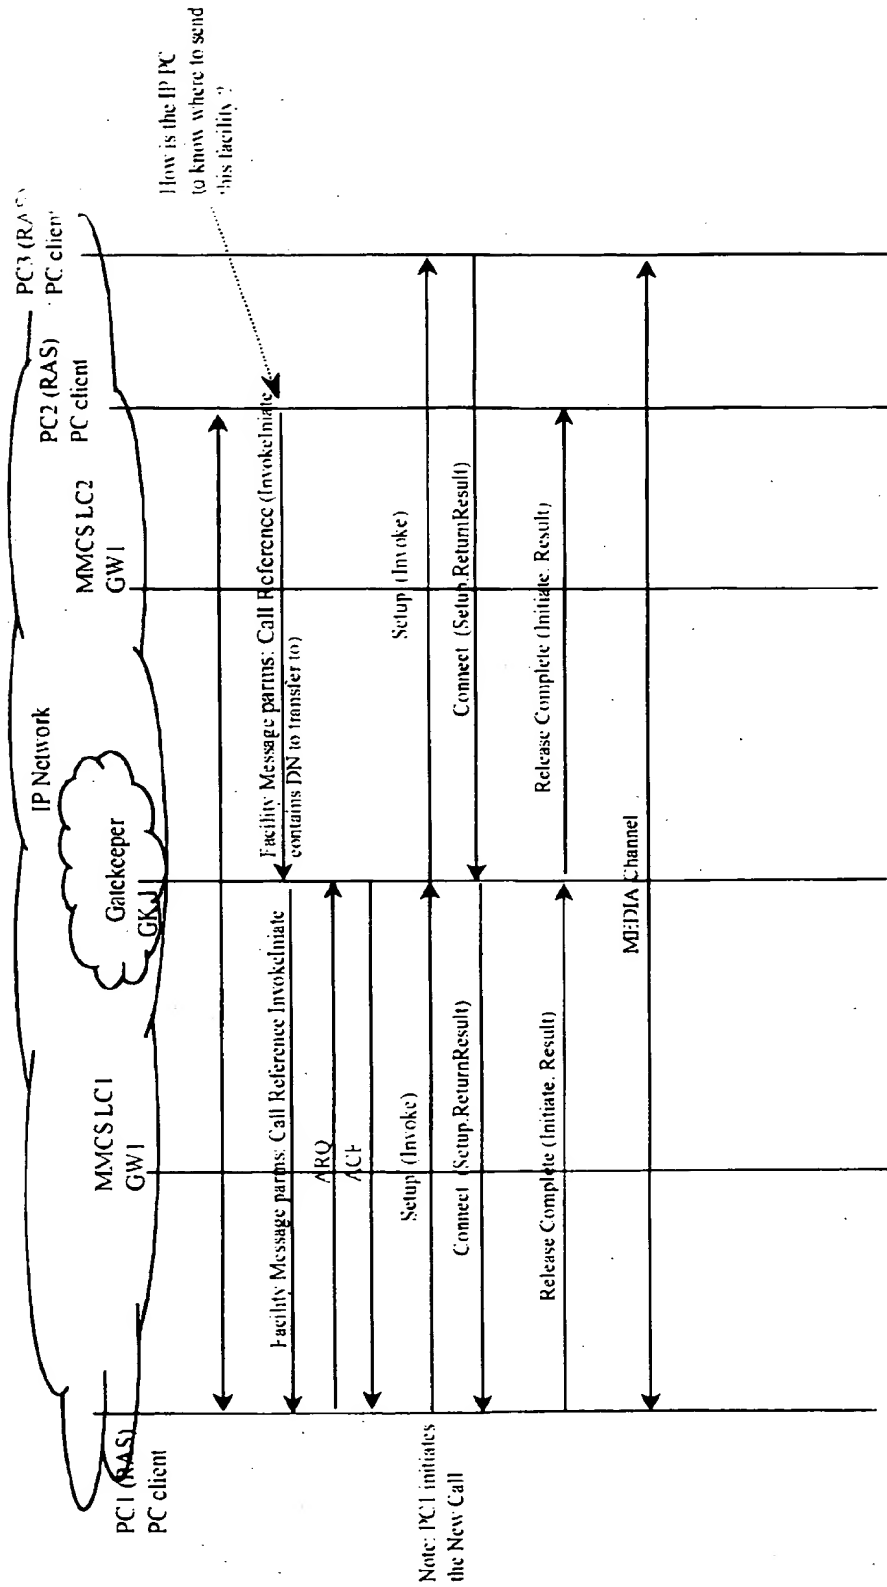 IP Network
PC1 (RAS)
PC client
MMCS LC1
GW1
Gatekeeper
GK1
MMCS LC2
GW1
PC2 (RAS)
PC client
PC3 (RAS)
PC client
How is the IP PC
to know where to send
this facility ?
Facility Message parms: Call Reference InvokeIniate
Facility Message parms: Call Reference (InvokeIniate
contains DN to transfer to)
ARQ
ACF
Note: PC1 initiates
the New Call
Setup (Invoke)
Setup (Invoke)
Connect (Setup.ReturnResult)
Connect (Setup.ReturnResult)
Release Complete (Initiate. Result)
Release Complete (Initiate. Result)
MEDIA Channel